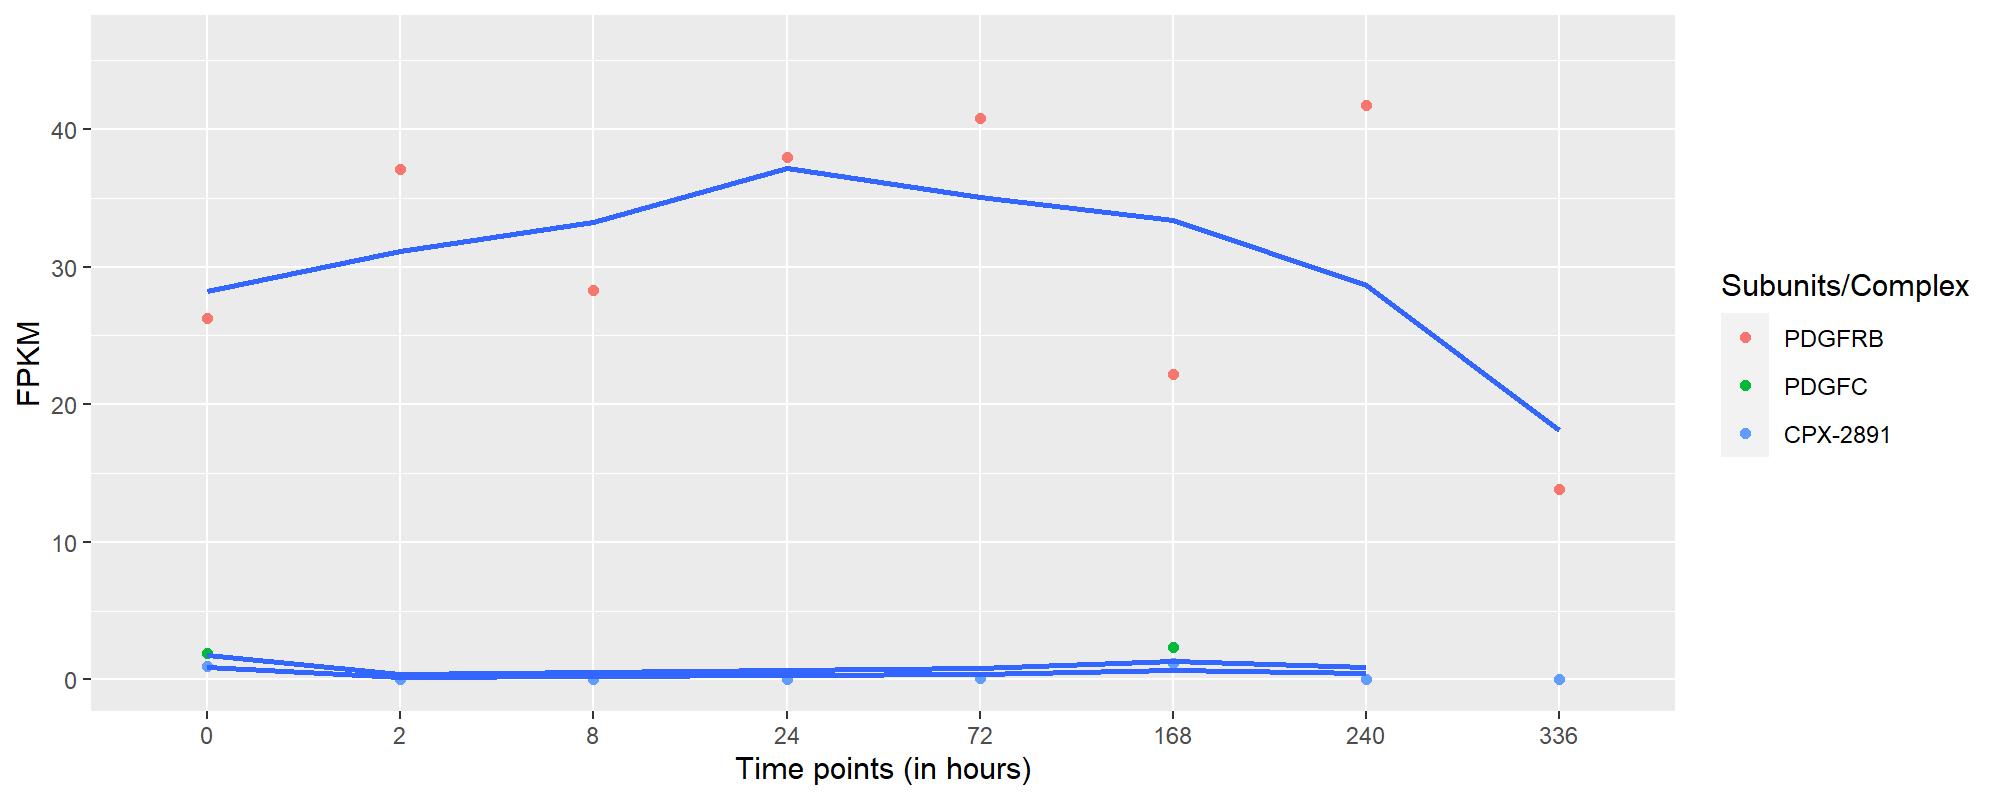 FPKM
40
30
20
10
0
0 2 8 24 72 168 240 336
Time points (in hours)
Subunits/Complex
PDGFRB
PDGFC
CPX-2891